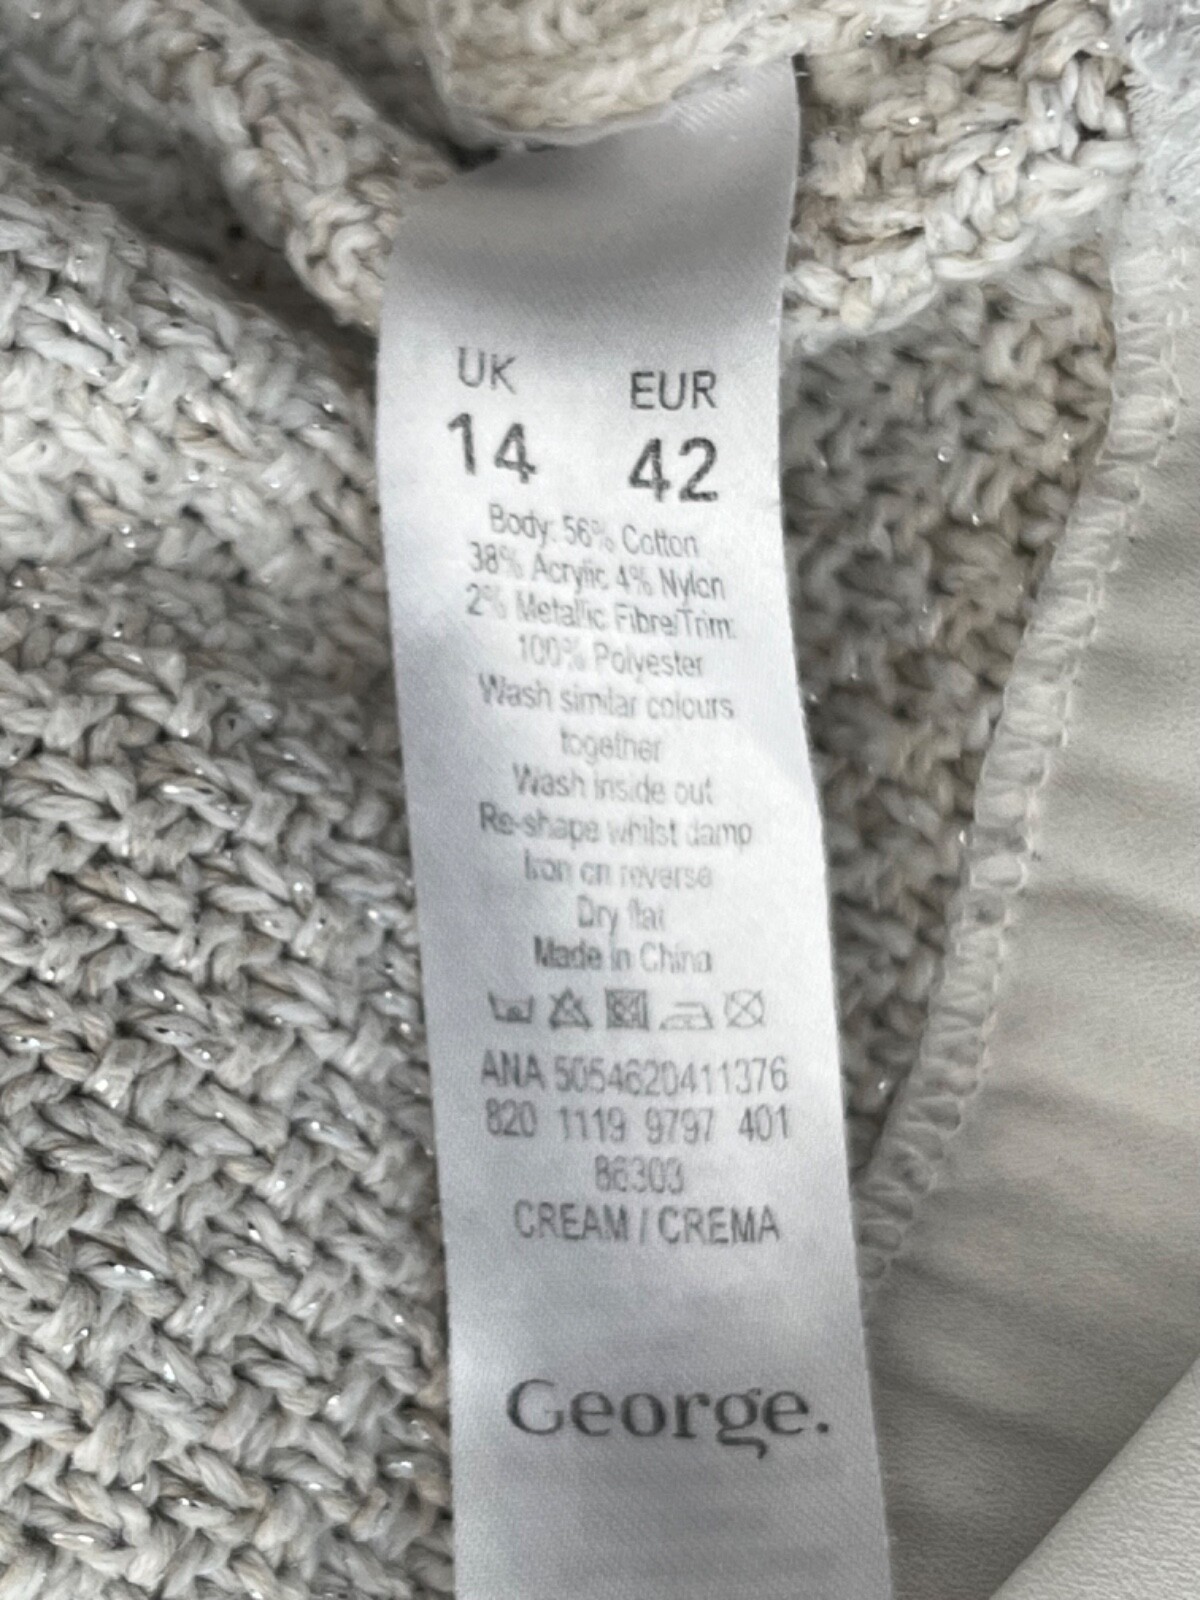 UK EUR
14 42
Body: 56% Cotton
38% Acrylic 4% Nylon
2% Metallic Fibre/Trim:
100% Polyester
Wash similar colours
together
Wash inside out
Re-shape whilst damp
Iron on reverse
Dry flat
Made in China
ANA 5054620411376
820 1119 9797 401
86303
CREAM / CREMA
George.